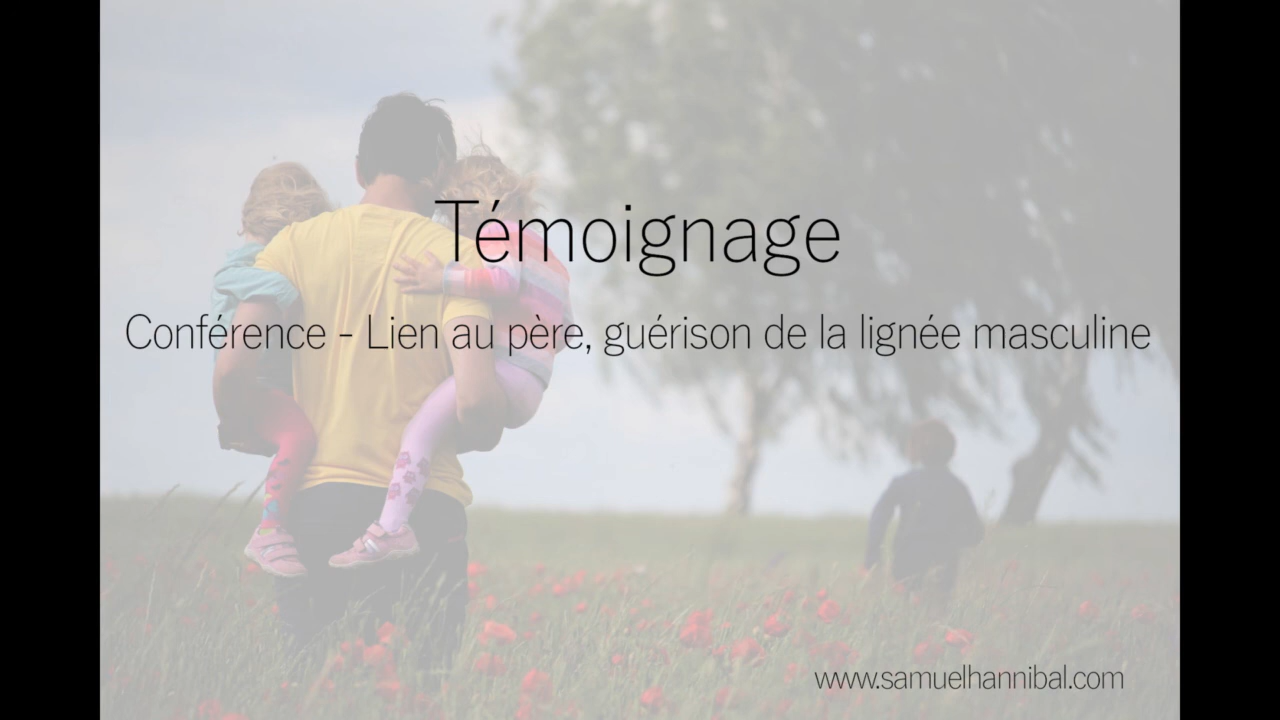 Témoignage
Conférence - Lien au père, guérison de la lignée masculine
www.samuelhannibal.com